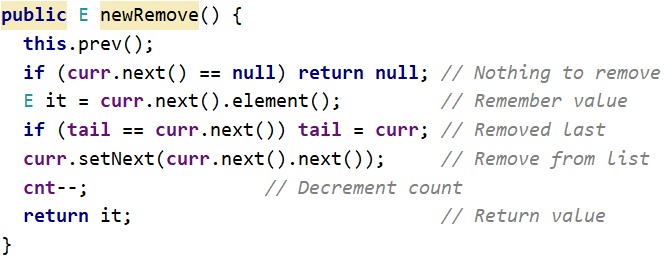 public E newRemove() {
  this.prev();
  if (curr.next() == null) return null; // Nothing to remove
  E it = curr.next().element();         // Remember value
  if (tail == curr.next()) tail = curr; // Removed last
  curr.setNext(curr.next().next());     // Remove from list
  cnt--;                // Decrement count
  return it;                            // Return value
}